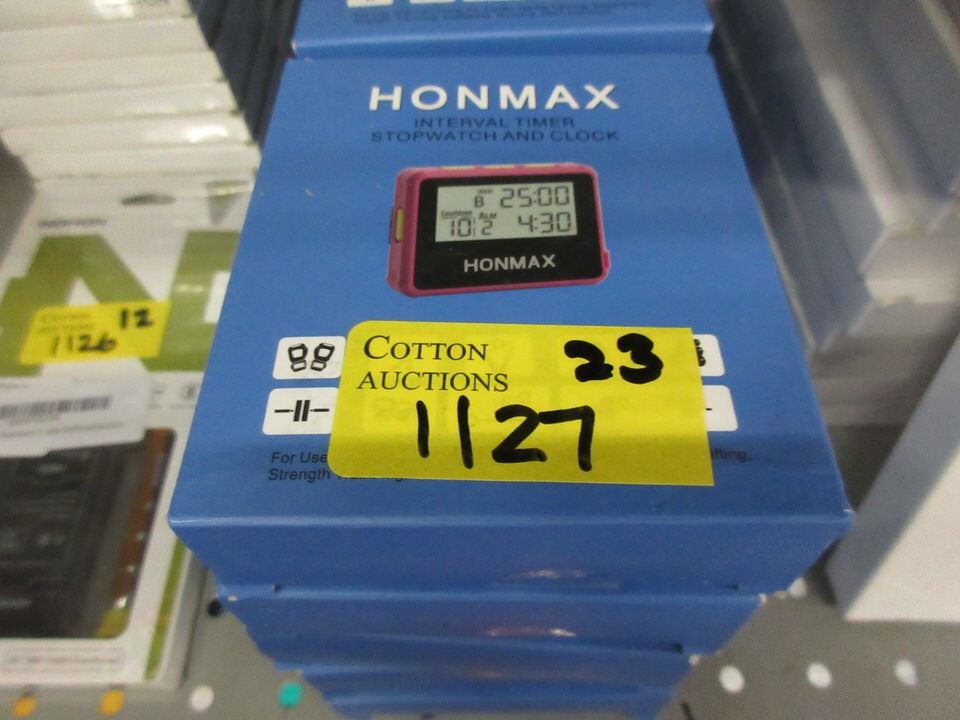 HONMAX
INTERVAL TIMER
STOPWATCH AND CLOCK
B 25:00
10 2 ALM 4:30
HONMAX
COTTON
AUCTIONS
23
1127
For Use
ifting,
Strength
12
1126